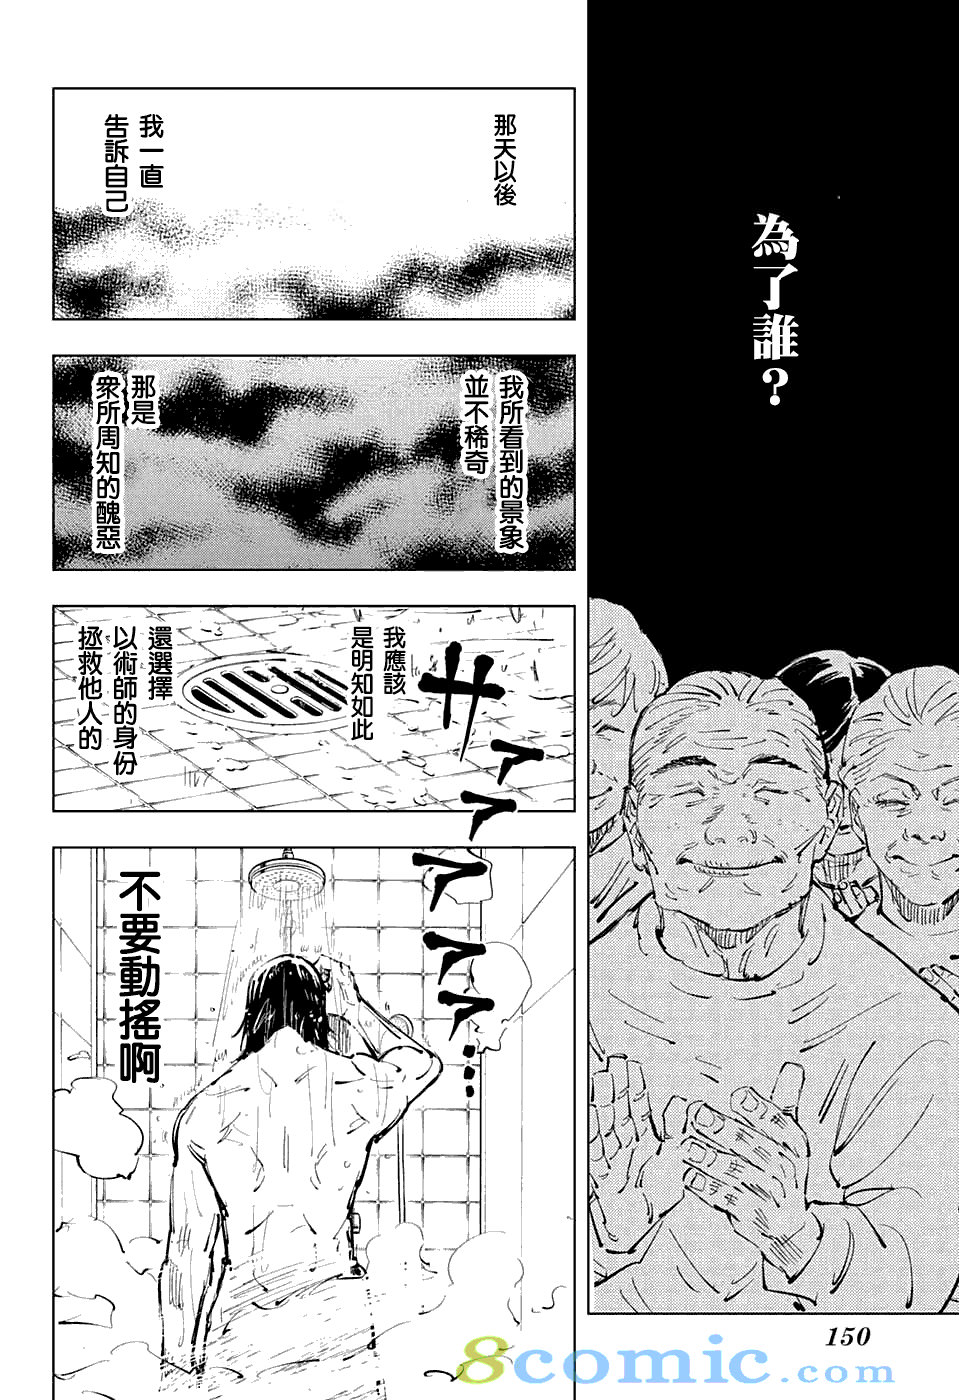 為了誰？
那天以後
我一直
告訴自己
我所看到的景象
並不稀奇
那是
眾所周知的醜惡
我應該
是明知如此
還選擇
以術師的身份
拯救他人的
サァァァァ…
不要動搖啊
150
8comic.com